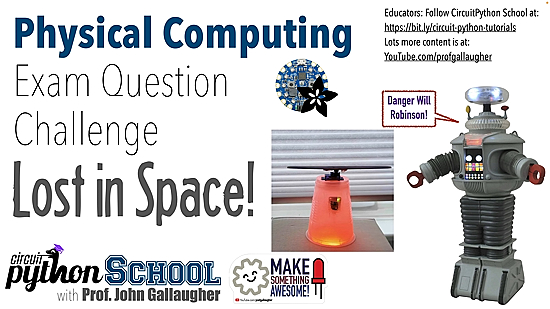 Physical Computing
Exam Question
Challenge
Lost in Space!
Educators: Follow CircuitPython School at:
https://bit.ly/circuit-python-tutorials
Lots more content is at:
YouTube.com/profgallaugher
Danger Will
Robinson!
circuit
python SCHOOL
with Prof. John Gallaugher
MAKE
SOMETHING
AWESOME!